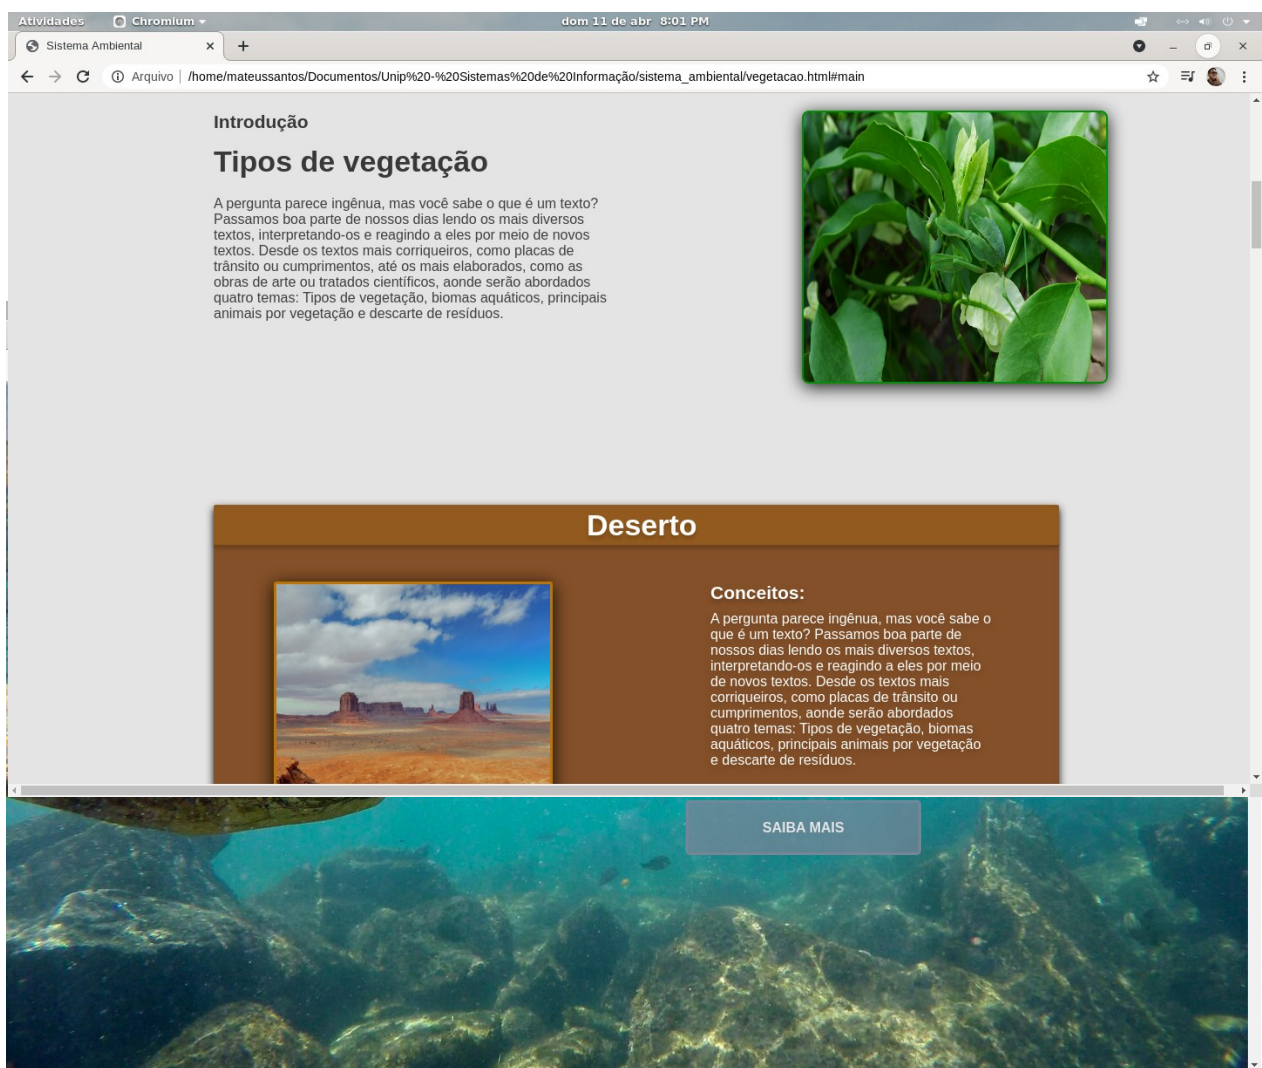 Atividades Chromium dom 11 de abr 8:01 PM
Sistema Ambiental
Arquivo /home/mateussantos/Documentos/Unip%20-%20Sistemas%20de%20Informação/sistema_ambiental/vegetacao.html#main
Introdução
Tipos de vegetação
A pergunta parece ingênua, mas você sabe o que é um texto?
Passamos boa parte de nossos dias lendo os mais diversos
textos, interpretando-os e reagindo a eles por meio de novos
textos. Desde os textos mais corriqueiros, como placas de
trânsito ou cumprimentos, até os mais elaborados, como as
obras de arte ou tratados científicos, aonde serão abordados
quatro temas: Tipos de vegetação, biomas aquáticos, principais
animais por vegetação e descarte de resíduos.
Deserto
Conceitos:
A pergunta parece ingênua, mas você sabe o
que é um texto? Passamos boa parte de
nossos dias lendo os mais diversos textos,
interpretando-os e reagindo a eles por meio
de novos textos. Desde os textos mais
corriqueiros, como placas de trânsito ou
cumprimentos, aonde serão abordados
quatro temas: Tipos de vegetação, biomas
aquáticos, principais animais por vegetação
e descarte de resíduos.
SAIBA MAIS